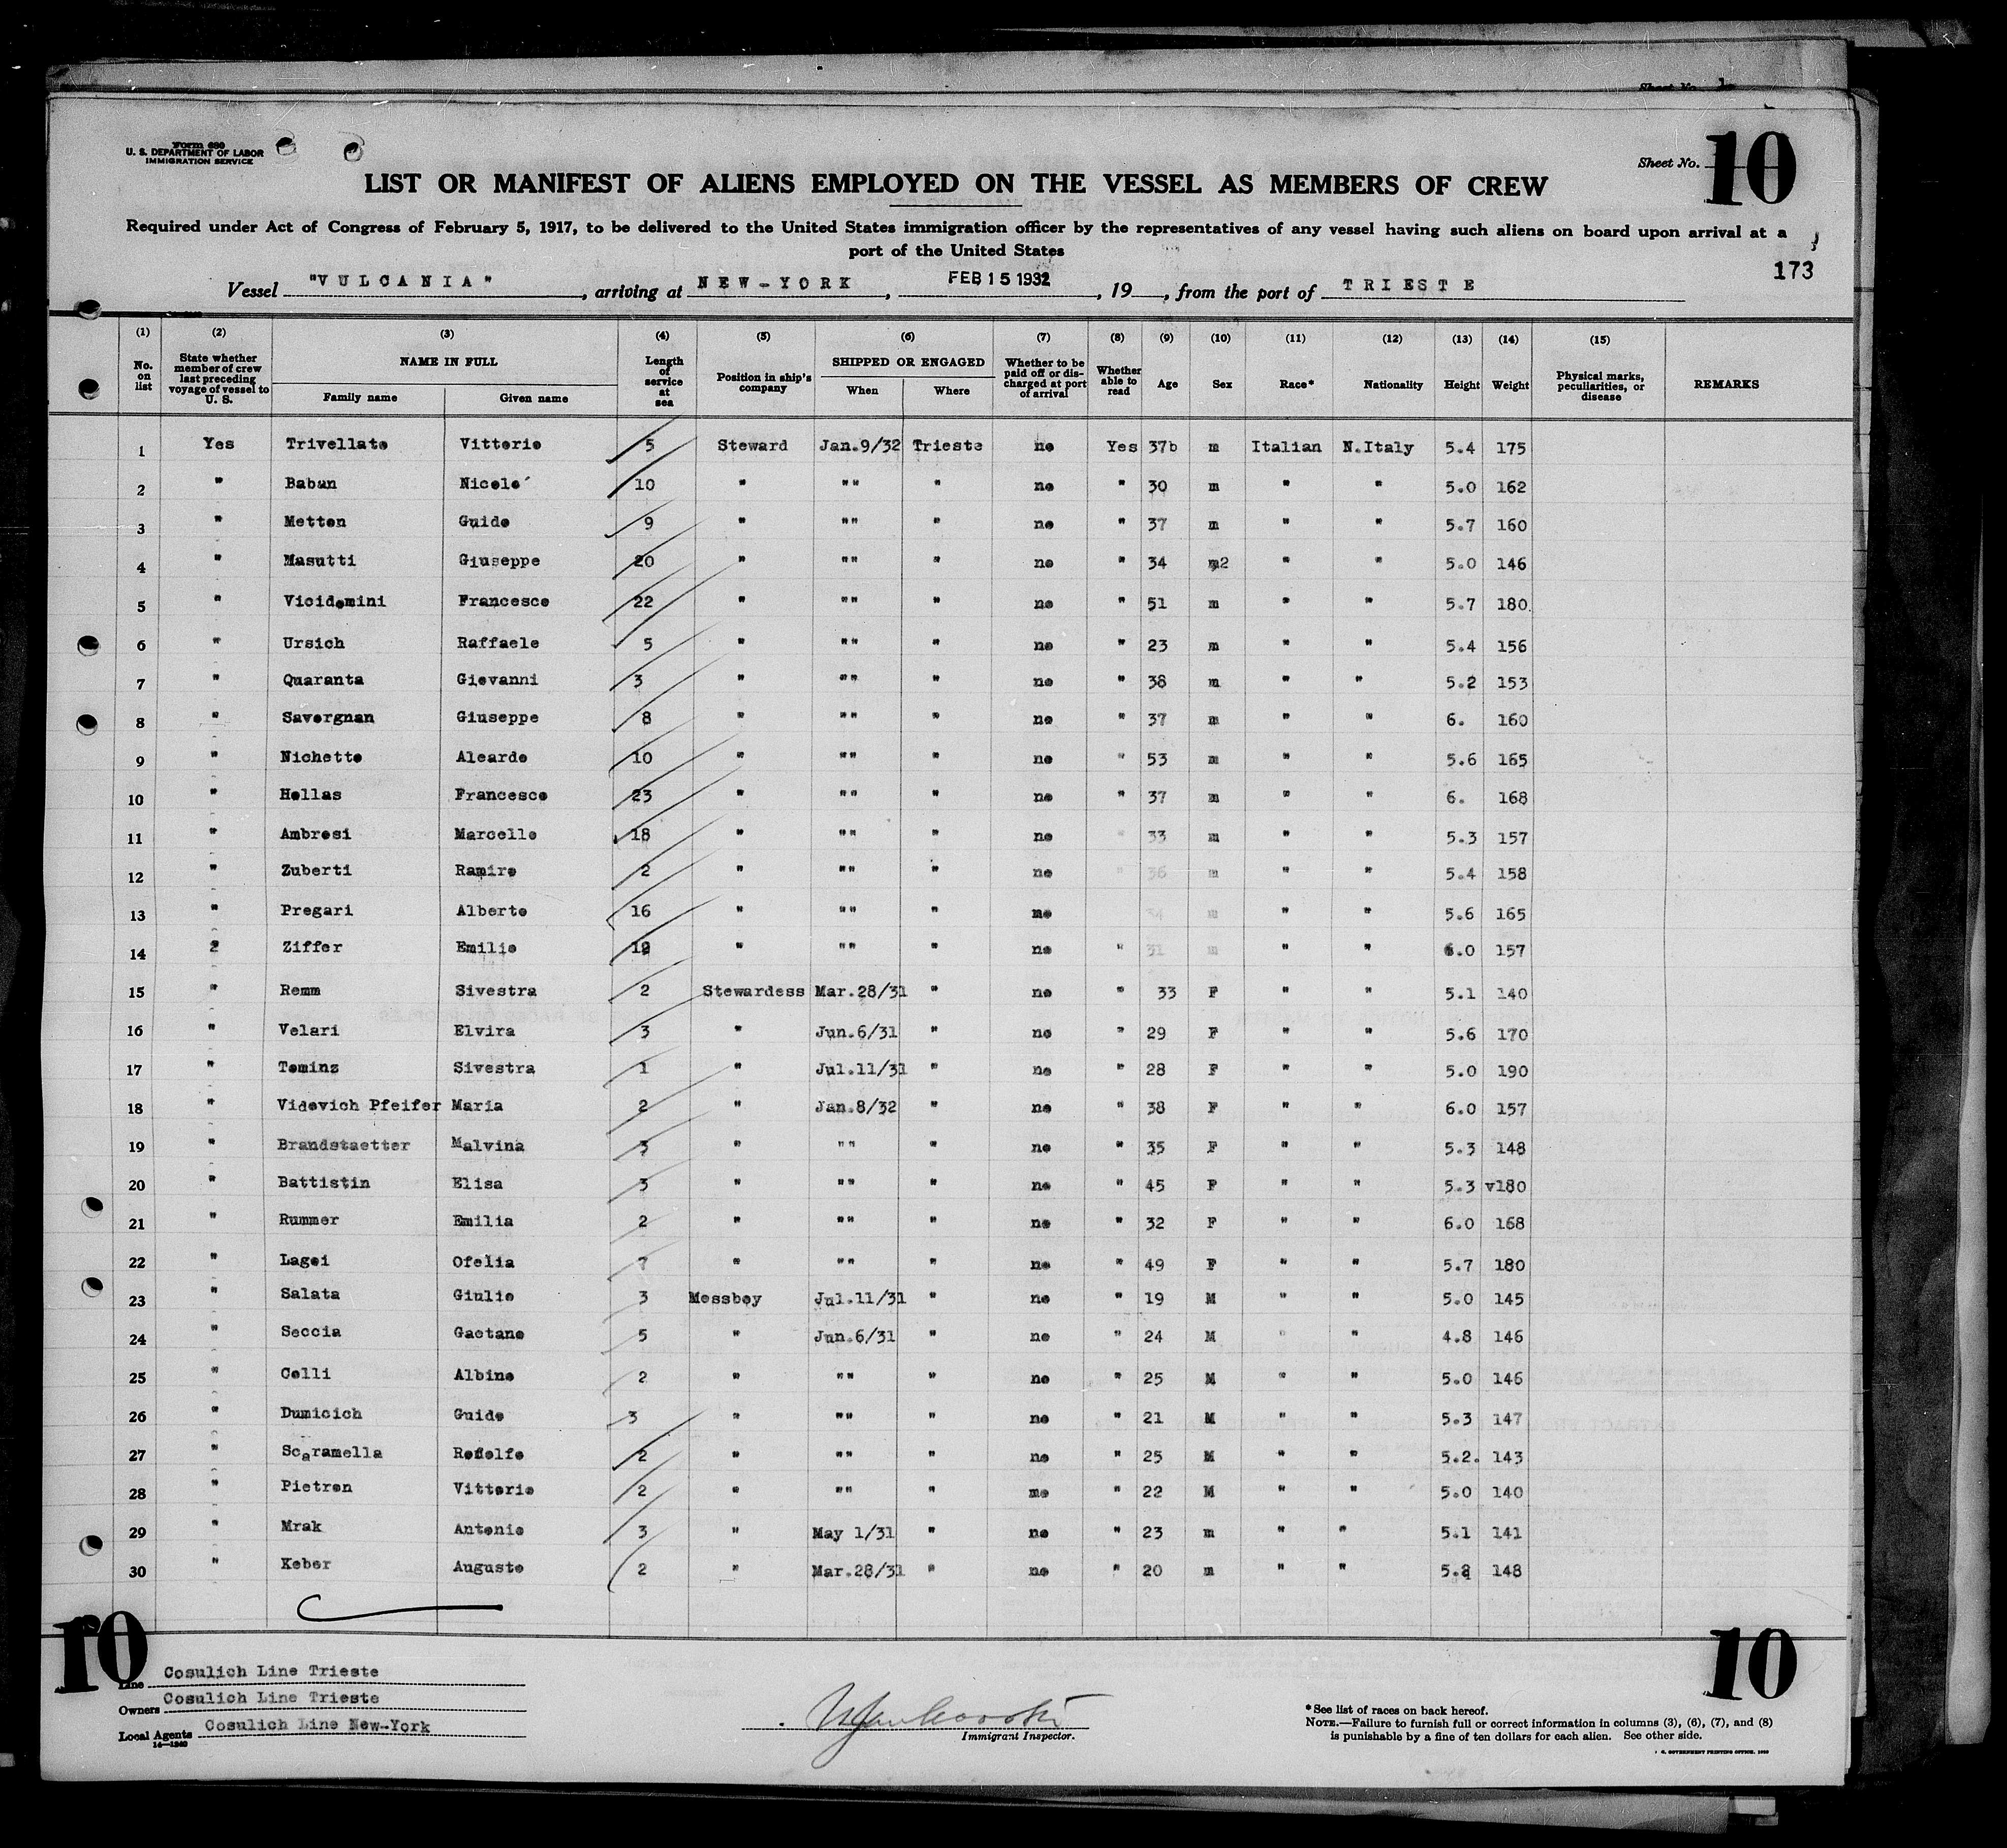 Sheet No.
Form 680
U. S. DEPARTMENT OF LABOR
IMMIGRATION SERVICE
Sheet No. 10
LIST OR MANIFEST OF ALIENS EMPLOYED ON THE VESSEL AS MEMBERS OF CREW
Required under Act of Congress of February 5, 1917, to be delivered to the United States immigration officer by the representatives of any vessel having such aliens on board upon arrival at a
port of the United States
173
Vessel "VULCANIA", arriving at NEW-YORK, FEB 15 1932, 19, from the port of TRIESTE
(1) (2) (3) (4) (5) (6) (7) (8) (9) (10) (11) (12) (13) (14) (15)
No. on list State whether member of crew last preceding voyage of vessel to U. S. NAME IN FULL Family name Given name Length of service at sea Position in ship's company SHIPPED OR ENGAGED When Where Whether to be paid off or discharged at port of arrival Whether able to read Age Sex Race* Nationality Height Weight Physical marks, peculiarities, or disease REMARKS
1 Yes Trivellato Vittorio 5 Steward Jan.9/32 Trieste no Yes 37b m Italian N.Italy 5.4 175
2 " Baban Nicolo' 10 " "" " no " 30 m " " 5.0 162
3 " Metton Guido 9 " "" " no " 37 m " " 5.7 160
4 " Masutti Giuseppe 20 " "" " no " 34 m2 " " 5.0 146
5 " Vicidomini Francesco 22 " "" " no " 51 m " " 5.7 180.
6 " Ursich Raffaele 5 " "" " no " 23 m " " 5.4 156
7 " Quaranta Giovanni 3 " "" " no " 38 m " " 5.2 153
8 " Savorgnan Giuseppe 8 " "" " no " 37 m " " 6. 160
9 " Nichetto Aleardo 10 " "" " no " 53 m " " 5.6 165
10 " Hollas Francesco 23 " "" " no " 37 m " " 6. 168
11 " Ambrosi Marcello 18 " "" " no " 33 m " " 5.3 157
12 " Zuberti Ramiro 2 " "" " no " 36 m " " 5.4 158
13 " Pregari Alberto 16 " "" " no 34 m " " 5.6 165
14 2 Ziffer Emilio 19 " "" " no " 31 m " " 6.0 157
15 " Remm Sivestra 2 Stewardess Mar.28/31 " no " 33 F " " 5.1 140
16 " Velari Elvira 3 " Jun.6/31 " no " 29 F " " 5.6 170
17 " Tominz Sivestra 1 " Jul.11/31 " no " 28 F " " 5.0 190
18 " Vidovich Pfeifer Maria 2 " Jan.8/32 " no " 38 F " " 6.0 157
19 " Brandstaetter Malvina 3 " "" " no " 35 F " " 5.3 148
20 " Battistin Elisa 3 " "" " no " 45 F " " 5.3 v180
21 " Rummer Emilia 2 " "" " no " 32 F " " 6.0 168
22 " Lagoi Ofelia 7 " "" " no " 49 F " " 5.7 180
23 " Salata Giulio 3 Messboy Jul.11/31 " no " 19 M " " 5.0 145
24 " Seccia Gaetano 5 " Jun.6/31 " no " 24 M " " 4.8 146
25 " Colli Albino 2 " "" " no " 25 M " " 5.0 146
26 " Dumicich Guido 3 " "" " no " 21 M " " 5.3 147
27 " Scaramella Rodolfo 2 " "" " no " 25 M " " 5.2. 143
28 " Pietron Vittorio 2 " "" " mo " 22 M " " 5.0 140
29 " Mrak Antonio 3 " May 1/31 " no " 23 m " " 5.1 141
30 " Keber Augusto 2 " Mar.28/31 " no " 20 m " " 148
10
10
Line Cosulich Line Trieste
Owners Cosulich Line Trieste
Local Agents Cosulich Line New-York
14—1240
Immigrant Inspector.
* See list of races on back hereof.
NOTE.—Failure to furnish full or correct information in columns (3), (6), (7), and (8)
is punishable by a fine of ten dollars for each alien. See other side.
GOVERNMENT PRINTING OFFICE